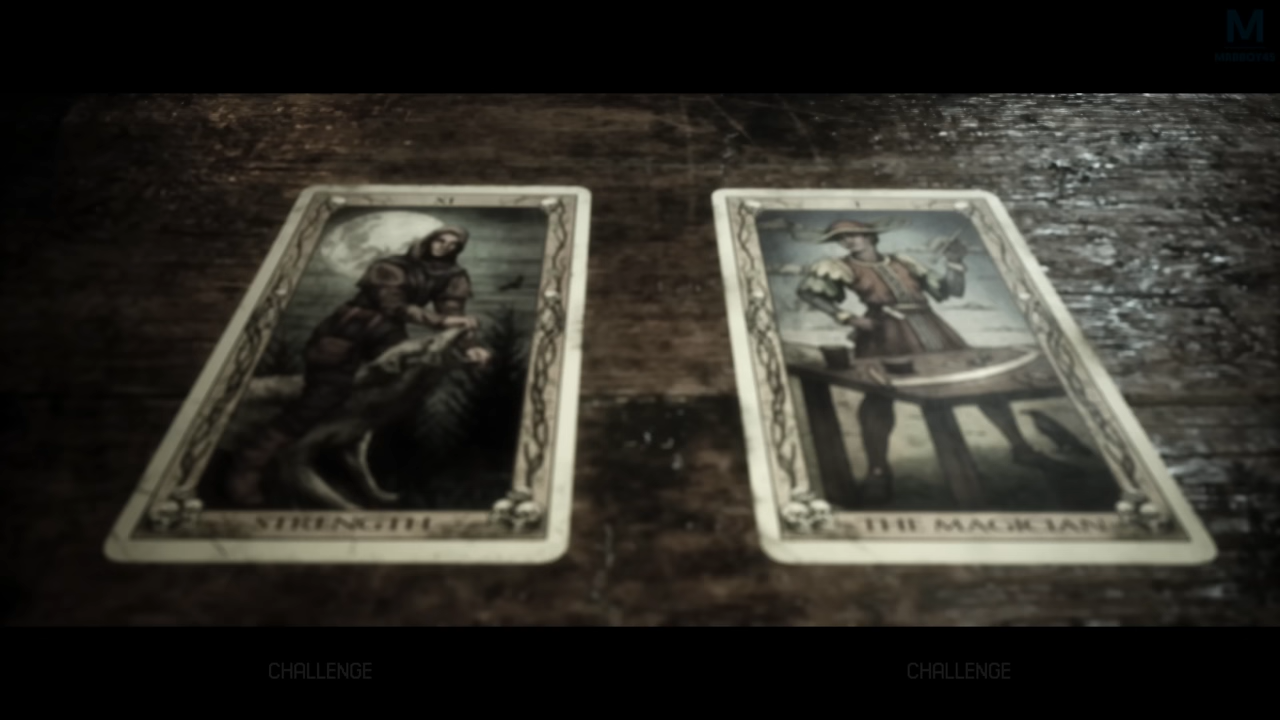 M
XI
I
STRENGTH
THE MAGICIAN
CHALLENGE
CHALLENGE